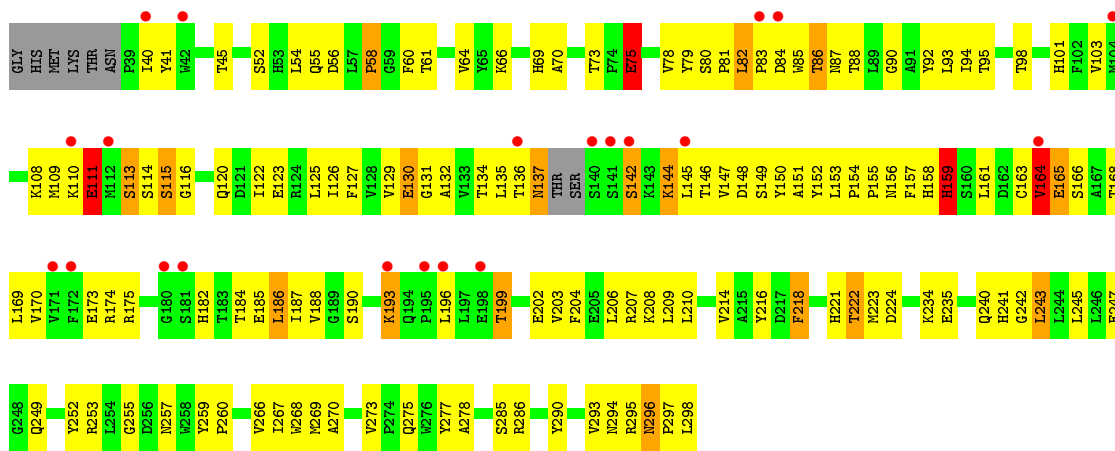 GLY HIS MET LYS THR ASN P39 I40 Y41 W42 T45 S52 H53 L54 Q55 D56 L57 P58 G59 F60 T61 V64 Y65 K66 H69 A70 T73 P74 E75 V78 Y79 S80 P81 L82 P83 D84 W85 T86 N87 T88 L89 G90 A91 Y92 L93 I94 T95 T98 H101 F102 V103 M104
K108 M109 K110 E111 M112 S113 S114 S115 G116 Q120 D121 I122 E123 R124 L125 I126 F127 V128 V129 E130 G131 A132 V133 T134 L135 T136 N137 THR SER S140 S141 S142 K143 K144 L145 T146 V147 D148 S149 Y150 A151 Y152 L153 P154 P155 N156 F157 H158 H159 S160 L161 D162 C163 V164 E165 S166 A167 T168
L169 V170 V171 F172 E173 R174 R175 G180 S181 H182 T183 T184 E185 L186 I187 V188 G189 S190 K193 Q194 P195 L196 L197 E198 T199 E202 V203 F204 E205 L206 R207 K208 L209 L210 V214 A215 Y216 D217 F218 H221 T222 M223 D224 K234 E235 Q240 H241 G242 L243 L244 L245 L246 E247
G248 Q249 Y252 R253 L254 G255 D256 N257 W258 Y259 P260 V266 I267 W268 M269 A270 V273 P274 Q275 W276 Y277 A278 S285 R286 Y290 V293 N294 R295 N296 P297 L298